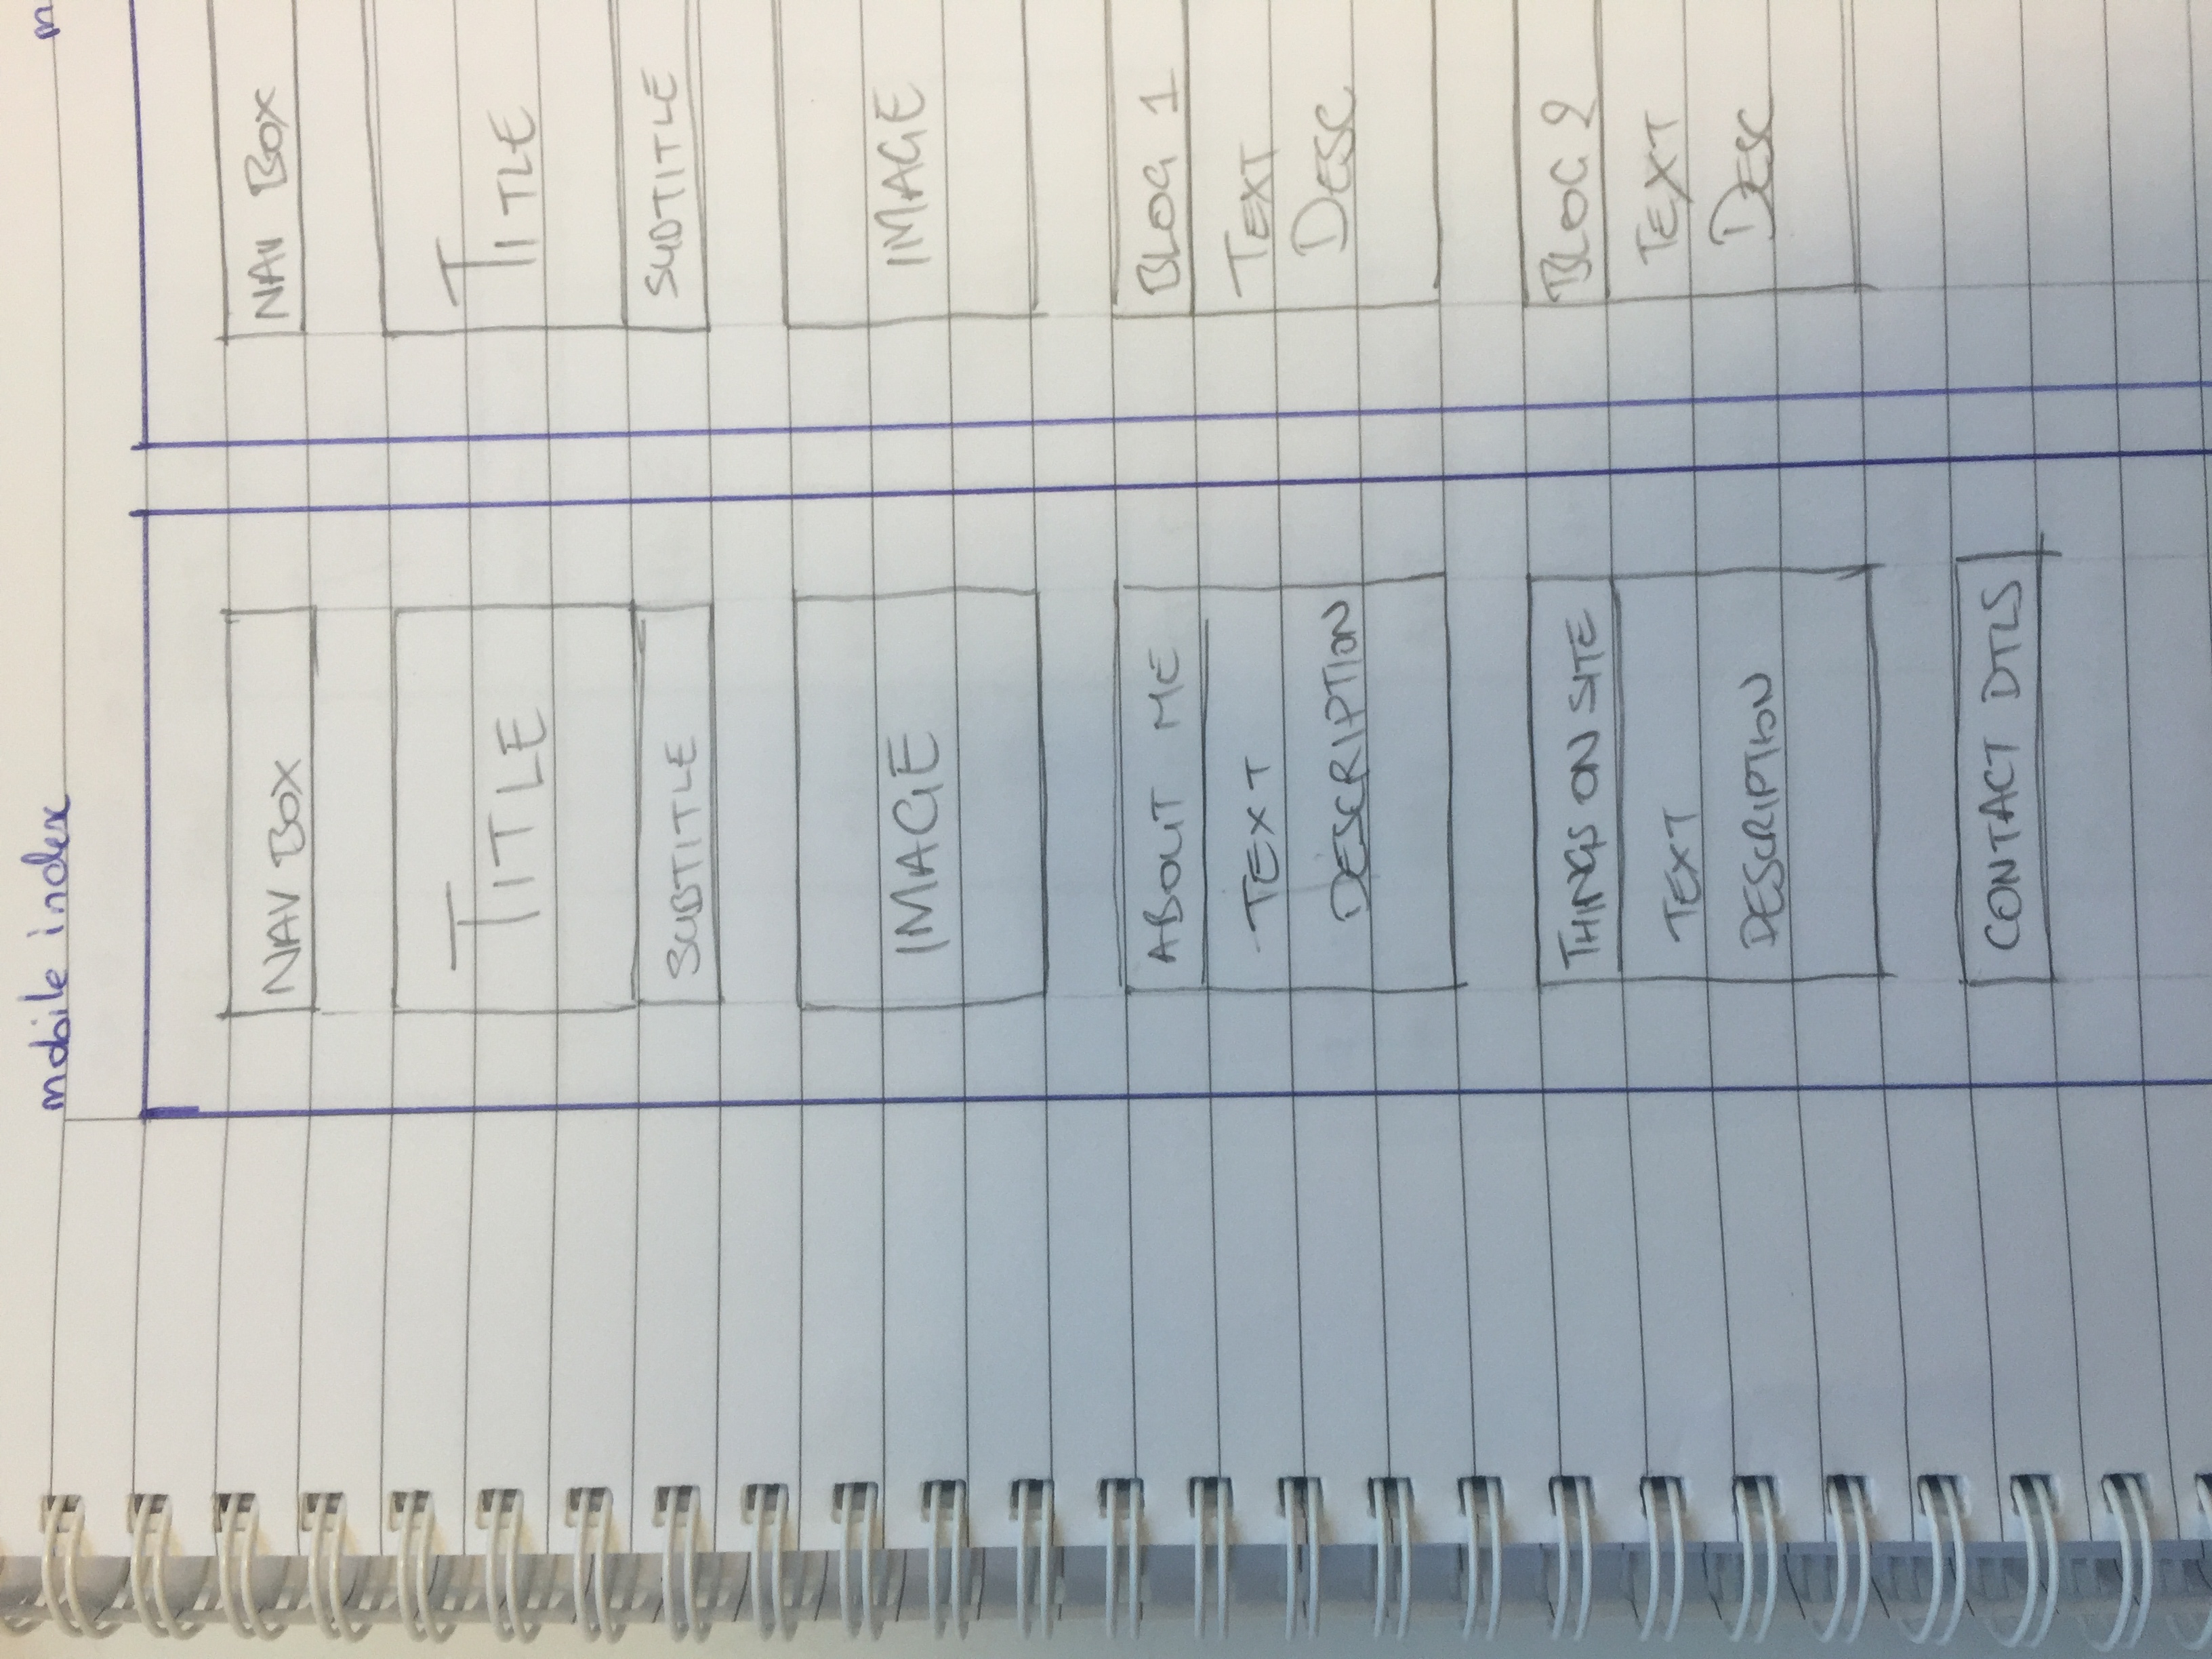 mobile index
NAV BOX
TITLE
SUBTITLE
IMAGE
ABOUT ME
TEXT
DESCRIPTION
THINGS ON SITE
TEXT
DESCRIPTION
CONTACT DTLS
m
NAV BOX
TITLE
SUBTITLE
IMAGE
BLOG 1
TEXT
DESC
BLOG 2
TEXT
DESC